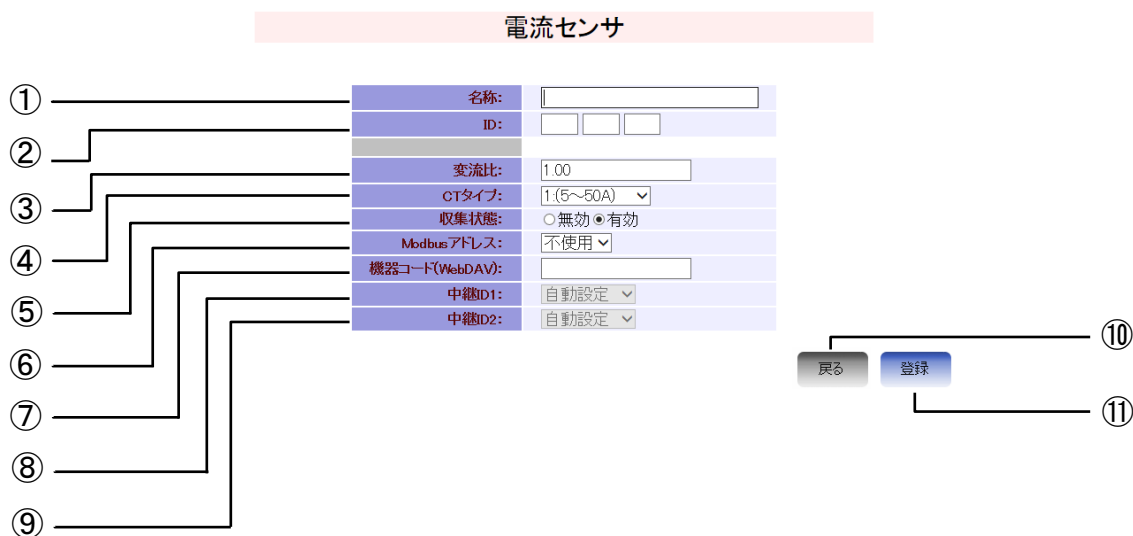 電流センサ
① 名称:
② ID:
③ 変流比: 1.00
④ CTタイプ: 1:(5～50A)
⑤ 収集状態: ○無効 ◉有効
⑥ Modbusアドレス: 不使用
⑦ 機器コード(WebDAV):
⑧ 中継ID1: 自動設定
⑨ 中継ID2: 自動設定
⑩ 戻る
⑪ 登録